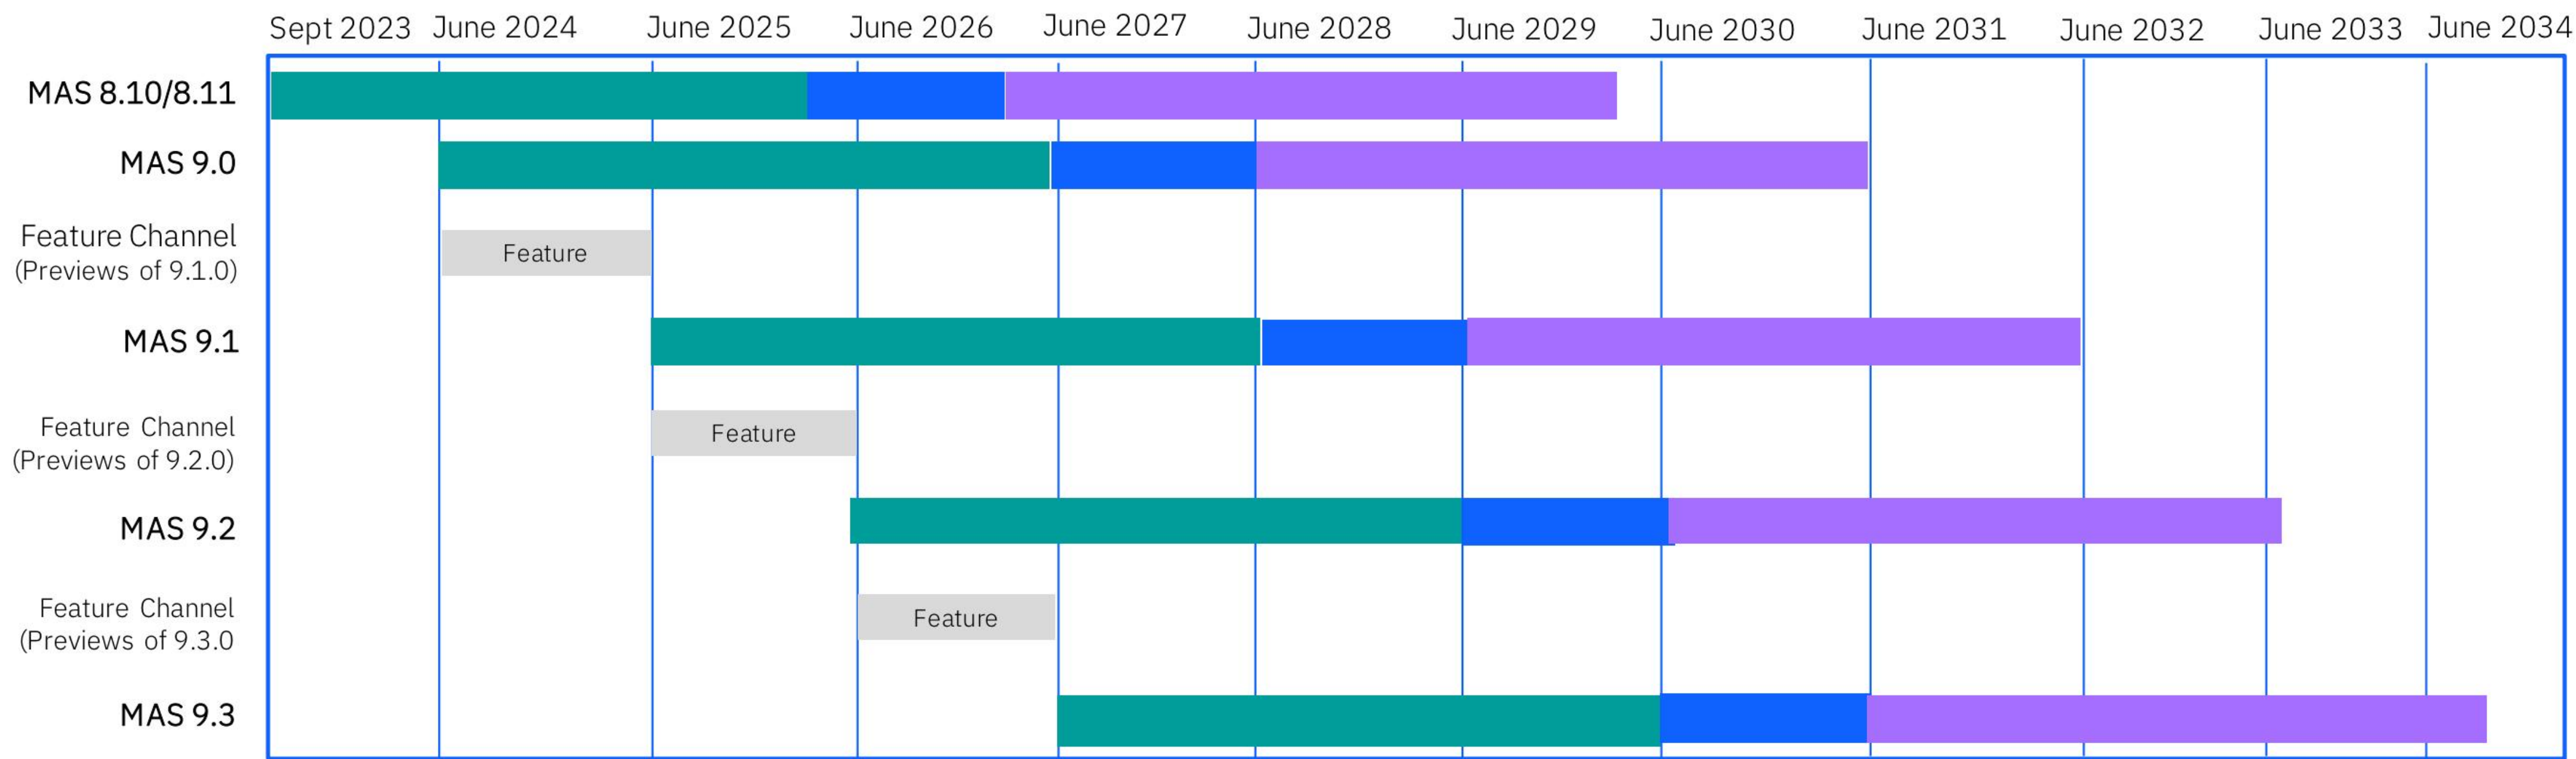 Sept 2023 June 2024 June 2025 June 2026 June 2027 June 2028 June 2029 June 2030 June 2031 June 2032 June 2033 June 2034
MAS 8.10/8.11
MAS 9.0
Feature Channel
(Previews of 9.1.0)
Feature
MAS 9.1
Feature Channel
(Previews of 9.2.0)
Feature
MAS 9.2
Feature Channel
(Previews of 9.3.0
Feature
MAS 9.3